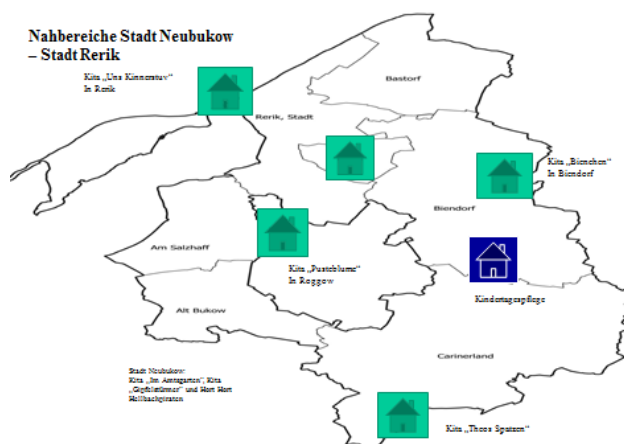 Nahbereiche Stadt Neubukow
– Stadt Rerik
Kita „Uns Kinnerstuv“
In Rerik
Bastorf
Rerik, Stadt
Kita „Bienchen“
In Biendorf
Biendorf
Am Salzhaff
Kita „Pusteblume“
In Roggow
Kindertagespflege
Alt Bukow
Carinerland
Stadt Neubukow:
Kita „Im Amtsgarten“, Kita
„Gipfelstürmer“ und Hort Hort
Hellbachpiraten
Kita „Theos Spatzen“